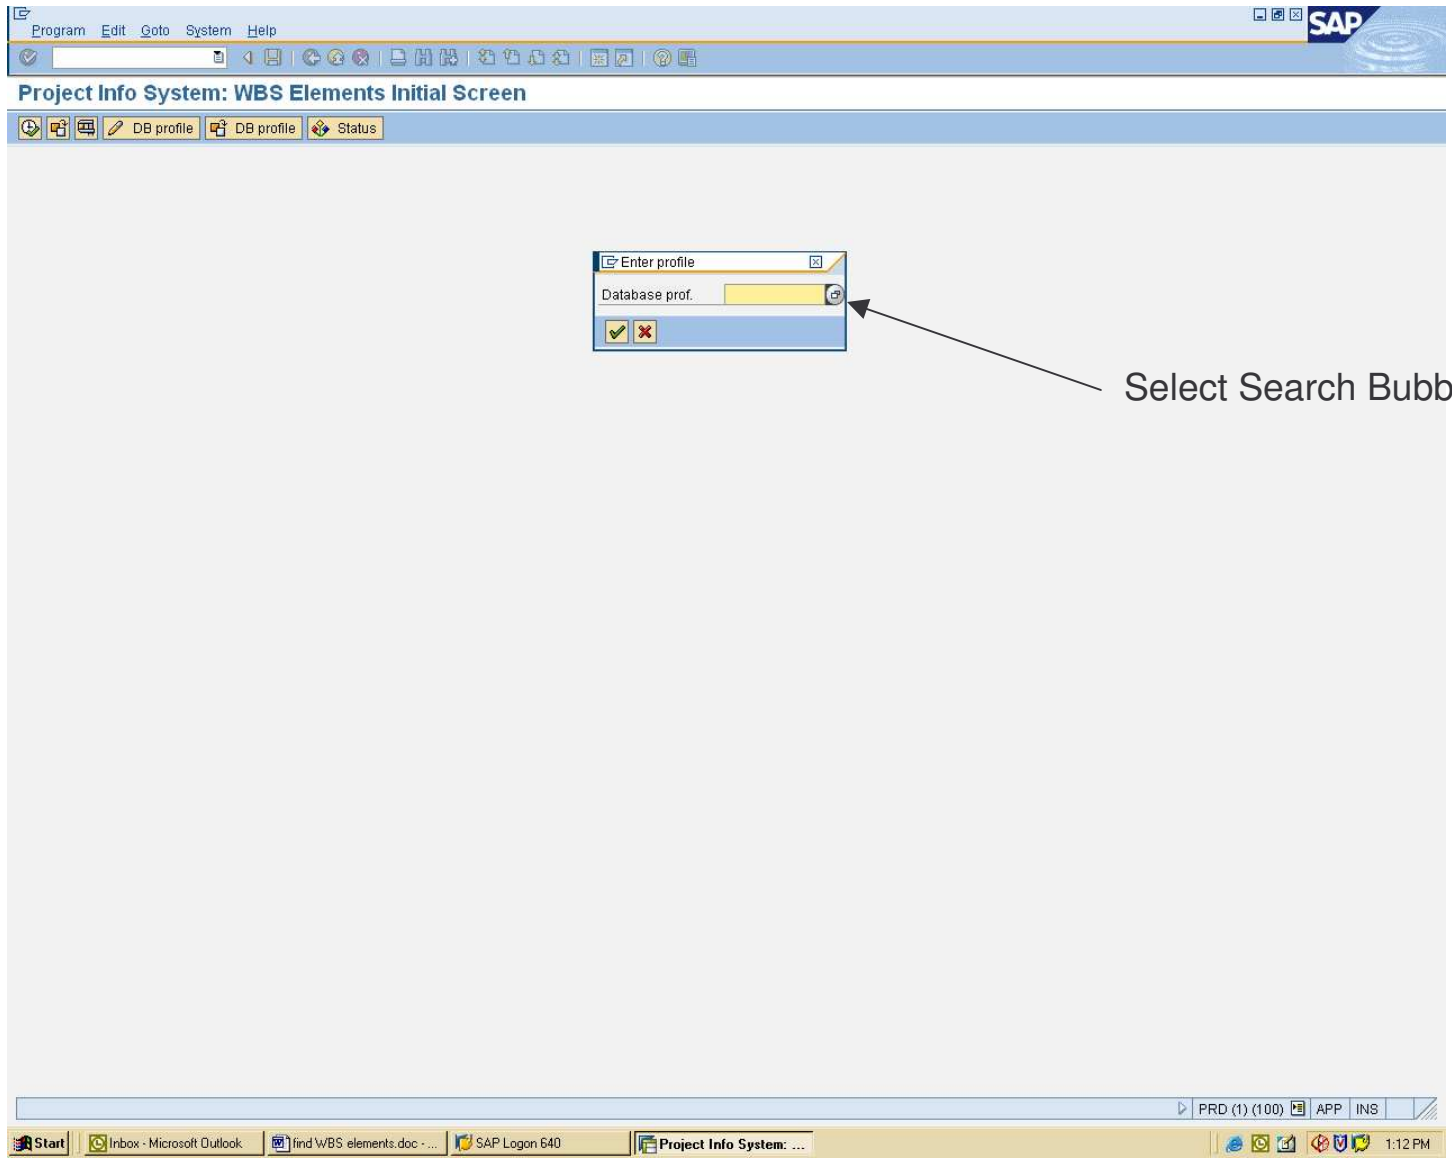 Program Edit Goto System Help
SAP
Project Info System: WBS Elements Initial Screen
DB profile DB profile Status
Enter profile
Database prof.
Select Search Bubb
PRD (1) (100) APP INS
Start Inbox - Microsoft Outlook find WBS elements.doc - ... SAP Logon 640 Project Info System: ... 1:12 PM